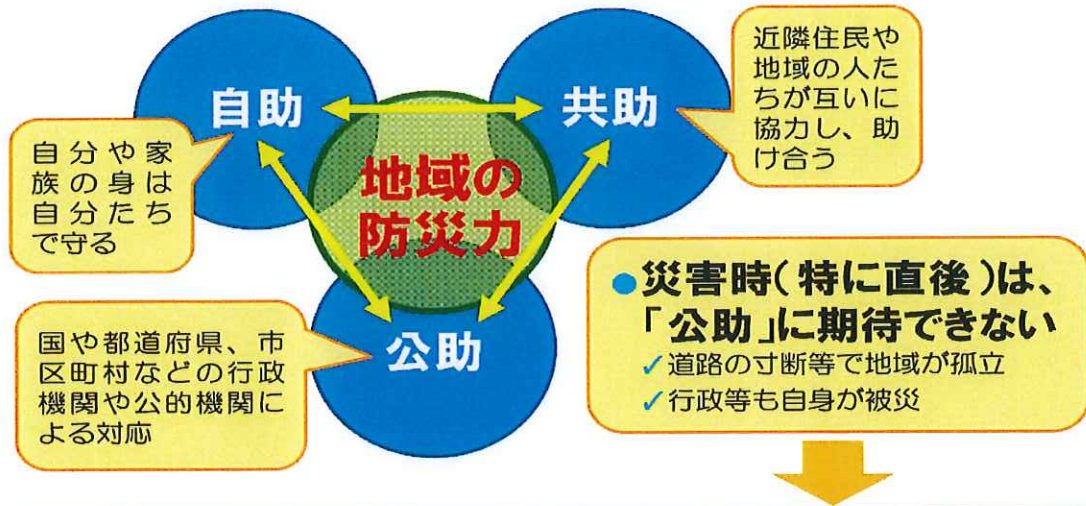 自助
共助
近隣住民や
地域の人た
ちが互いに
協力し、助
け合う
自分や家
族の身は
自分たち
で守る
地域の
防災力
公助
国や都道府県、市
区町村などの行政
機関や公的機関に
よる対応
●災害時(特に直後)は、
「公助」に期待できない
✓道路の寸断等で地域が孤立
✓行政等も自身が被災